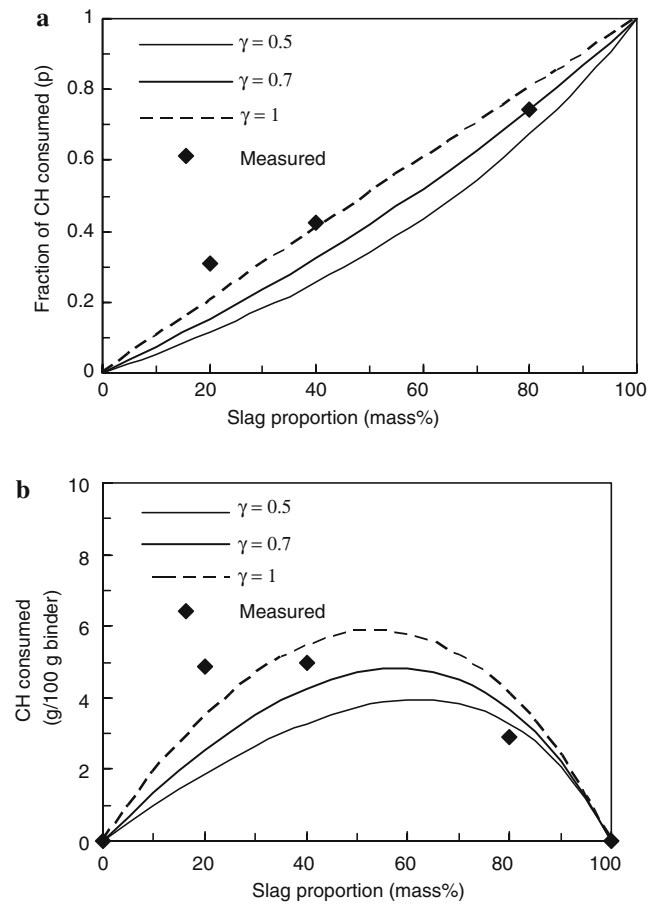 a
1
0.8
0.6
0.4
0.2
0
Fraction of CH consumed (p)
γ = 0.5
γ = 0.7
γ = 1
Measured
0 20 40 60 80 100
Slag proportion (mass%)
b
10
8
6
4
2
0
CH consumed
(g/100 g binder)
γ = 0.5
γ = 0.7
γ = 1
Measured
0 20 40 60 80 100
Slag proportion (mass%)